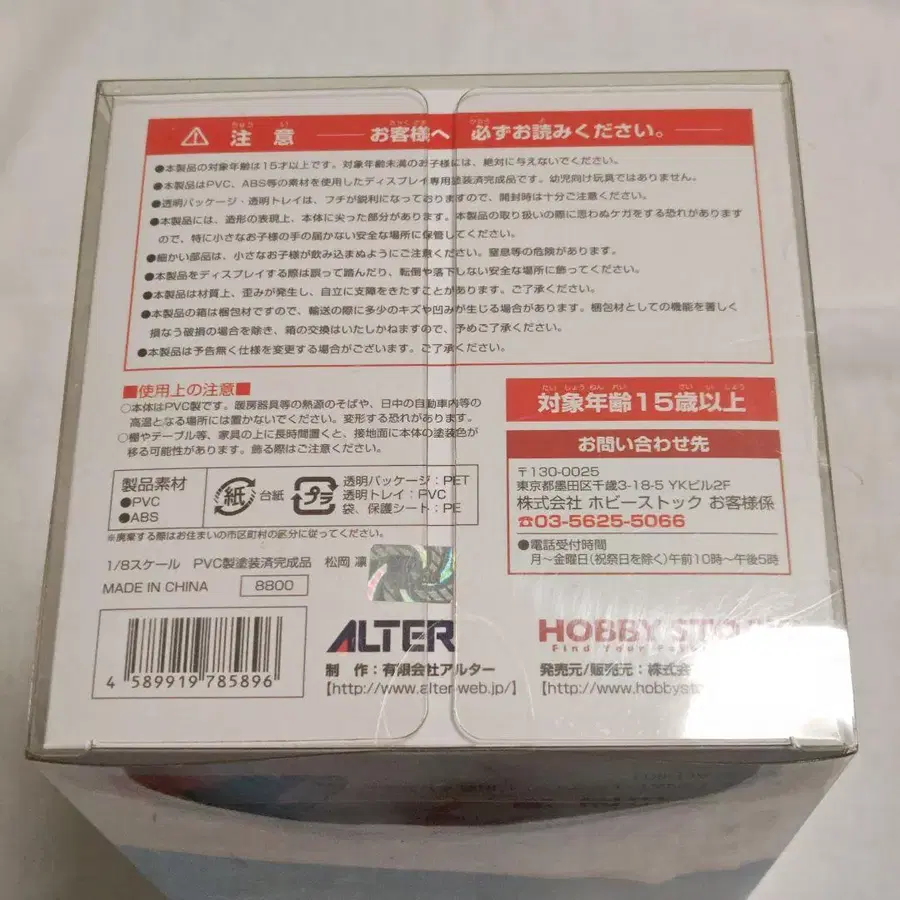 注意 お客様へ 必ずお読みください。
●本製品の対象年齢は15才以上です。対象年齢未満のお子様には、絶対に与えないでください。
●本製品はPVC、ABS等の素材を使用したディスプレイ専用塗装済完成品です。幼児向け玩具ではありません。
●透明パッケージ・透明トレイは、フチが鋭利になっておりますので、開封時は十分ご注意ください。
●本製品には、造形の表現上、本体に尖った部分があります。本製品の取り扱いの際に思わぬケガをする恐れがあります
ので、特に小さなお子様の手の届かない安全な場所に保管してください。
●細かい部品は、小さなお子様が飲み込まぬようにご注意ください。窒息等の危険があります。
●本製品をディスプレイする際は誤って踏んだり、転倒や落下しない安全な場所に飾ってください。
●本製品は材質上、歪みが発生し、自立に支障をきたすことがあります。ご了承ください。
●本製品の箱は梱包材ですので、輸送の際に多少のキズや凹みが生じる場合があります。梱包材としての機能を著しく
損なう破損の場合を除き、箱の交換はいたしかねますので、予めご了承ください。
●本製品は予告無く仕様を変更する場合がございます。ご了承ください。
■使用上の注意■
○本体はPVC製です。暖房器具等の熱源のそばや、日中の自動車内等の
高温となる場所には置かないでください。変形する恐れがあります。
○棚やテーブル等、家具の上に長時間置くと、接地面に本体の塗装色が
移る可能性があります。飾る際はご注意ください。
製品素材
●PVC
●ABS
紙 台紙
プラ
透明パッケージ:PET
透明トレイ:PVC
袋、保護シート:PE
※廃棄する際はお住まいの市区町村の区分に従ってください。
1/8スケール PVC製塗装済完成品 松岡 凛
MADE IN CHINA 8800
4 589919 785896
ALTER
制作:有限会社アルター
【http://www.alter-web.jp/】
たいしょうねんれい さいいじょう
対象年齢15歳以上
お問い合わせ先
〒130-0025
東京都墨田区千歳3-18-5 YKビル2F
株式会社 ホビーストック お客様係
☎03-5625-5066
●電話受付時間
月〜金曜日(祝祭日を除く)午前10時〜午後5時
HOBBY STOCK
発売元/販売元:株式会
【http://www.hobbysto